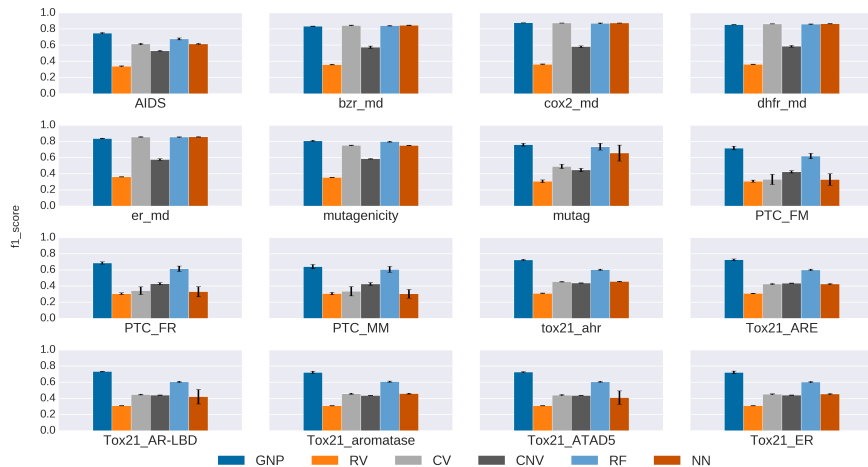 f1_score
1.0
0.8
0.6
0.4
0.2
0.0
AIDS
bzr_md
cox2_md
dhfr_md
1.0
0.8
0.6
0.4
0.2
0.0
er_md
mutagenicity
mutag
PTC_FM
1.0
0.8
0.6
0.4
0.2
0.0
PTC_FR
PTC_MM
tox21_ahr
Tox21_ARE
1.0
0.8
0.6
0.4
0.2
0.0
Tox21_AR-LBD
Tox21_aromatase
Tox21_ATAD5
Tox21_ER
GNP RV CV CNV RF NN